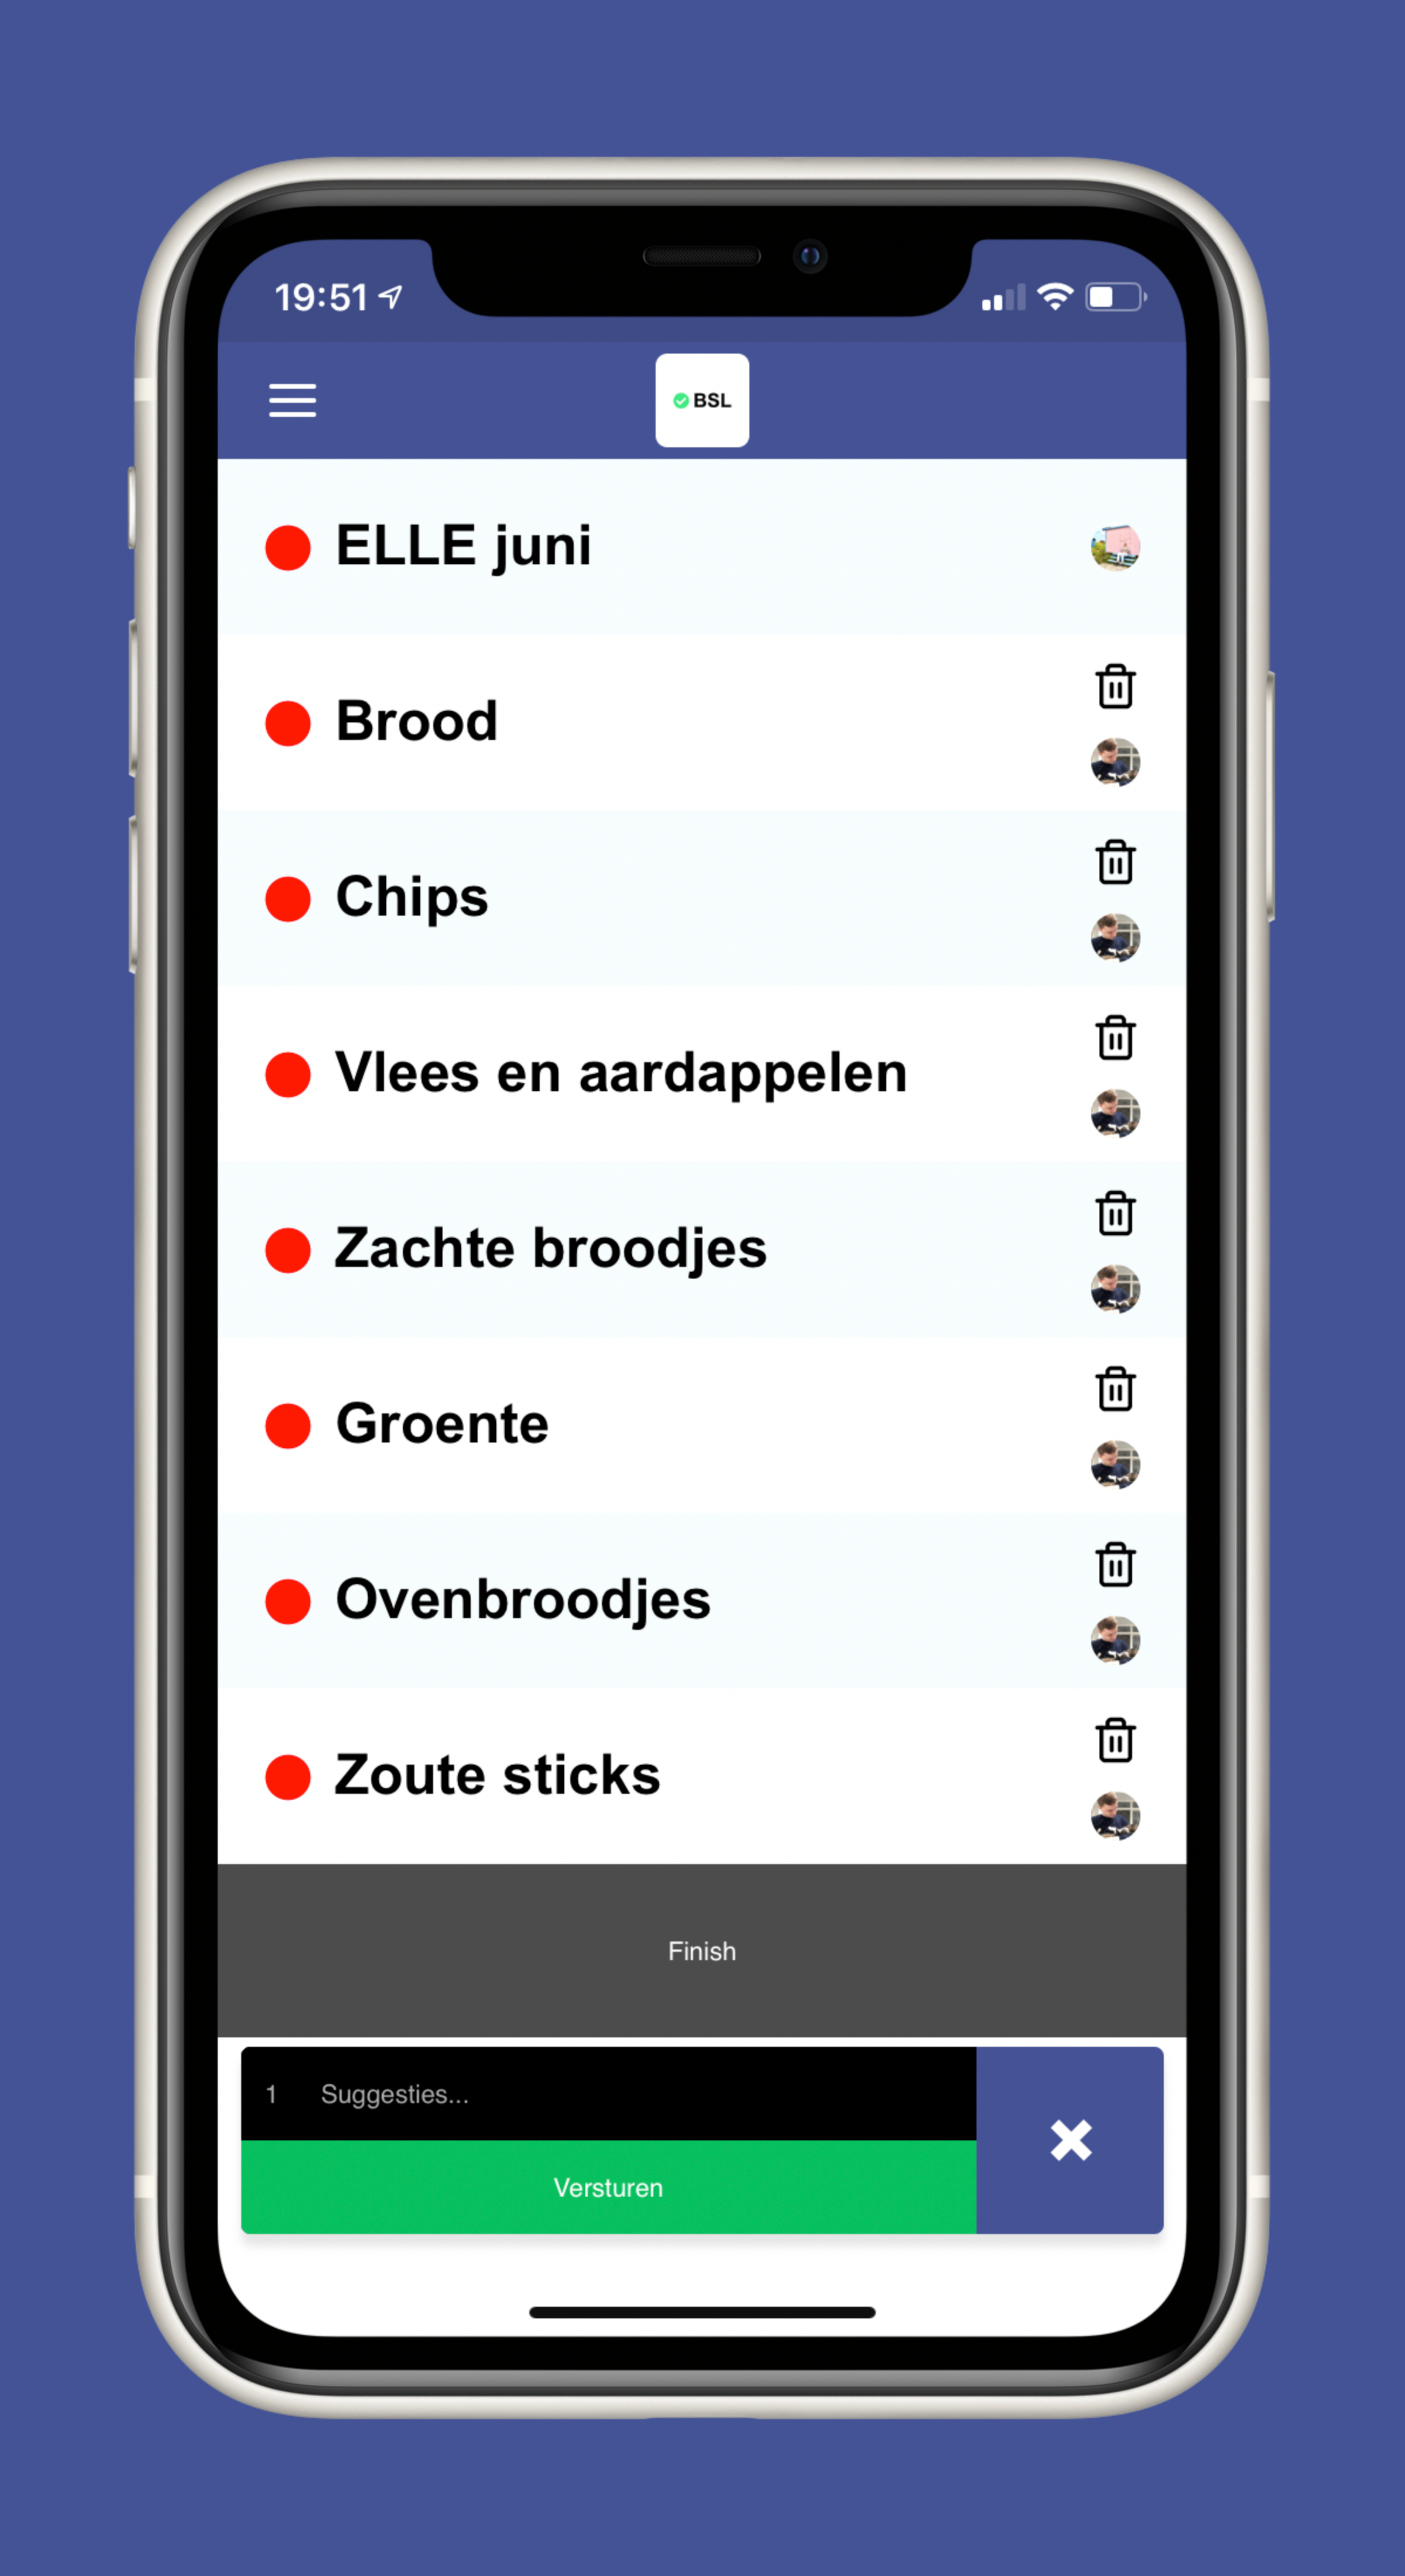 19:51
BSL
ELLE juni
Brood
Chips
Vlees en aardappelen
Zachte broodjes
Groente
Ovenbroodjes
Zoute sticks
Finish
1 Suggesties...
Versturen